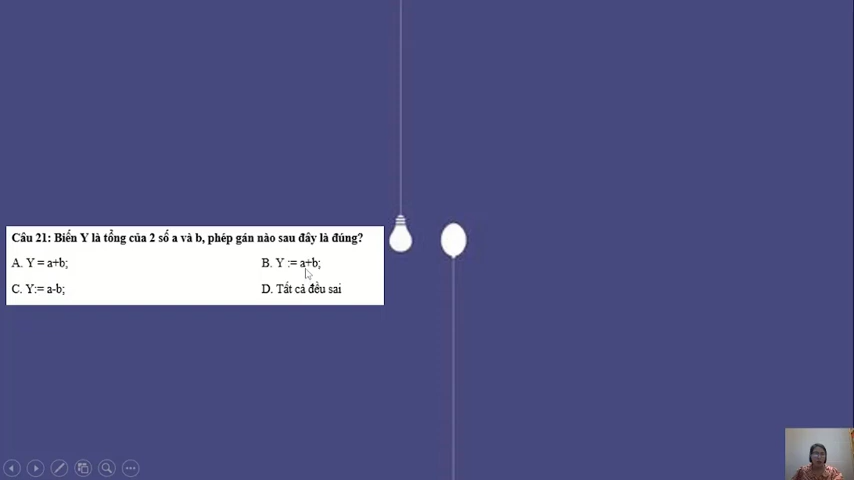 Câu 21: Biến Y là tổng của 2 số a và b, phép gán nào sau đây là đúng?
A. Y = a+b; B. Y := a+b;
C. Y:= a-b; D. Tất cả đều sai